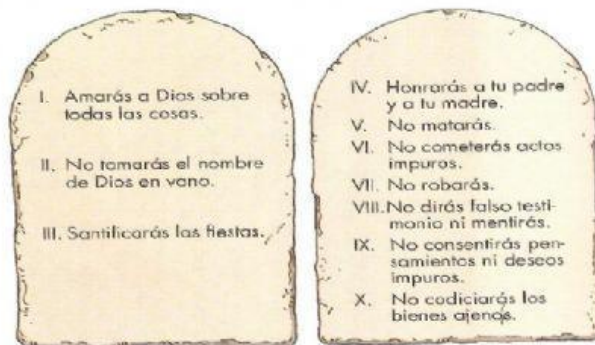 I. Amarás a Dios sobre
todas las cosas.
II. No tomarás el nombre
de Dios en vano.
III. Santificarás las fiestas.
IV. Honrarás a tu padre
y a tu madre.
V. No matarás.
VI. No cometerás actos
impuros.
VII. No robarás.
VIII. No dirás falso testi-
monio ni mentirás.
IX. No consentirás pen-
samientos ni deseos
impuros.
X. No codiciarás los
bienes ajenos.